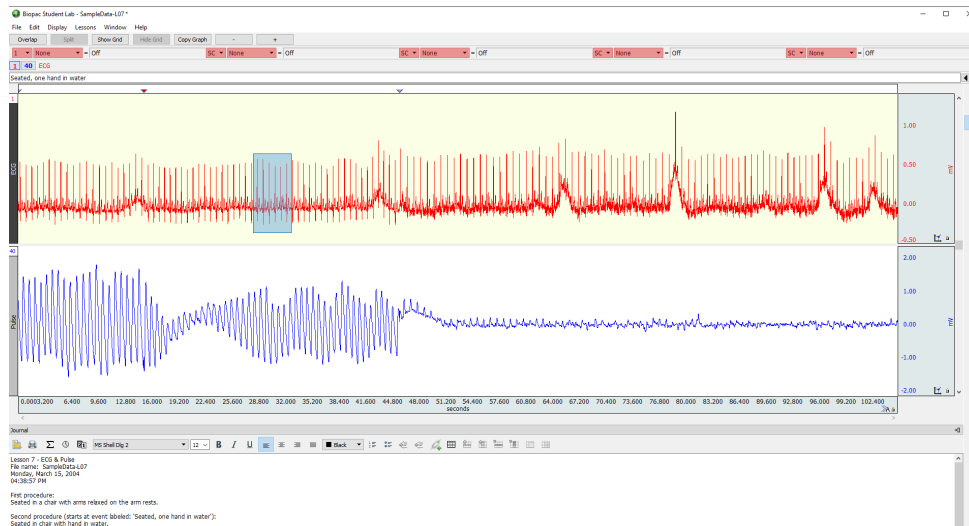 Biopac Student Lab - SampleData-L07 *
File Edit Display Lessons Window Help
Overlap Split Show Grid Hide Grid Copy Graph - +
1 None = Off SC None = Off SC None = Off SC None = Off SC None = Off
1 40 ECG
Seated, one hand in water
1
ECG
1.00
0.50
0.00
-0.50
mV
40
Pulse
2.00
1.00
0.00
-1.00
-2.00
mV
0.000 3.200 6.400 9.600 12.800 16.000 19.200 22.400 25.600 28.800 32.000 35.200 38.400 41.600 44.800 48.000 51.200 54.400 57.600 60.800 64.000 67.200 70.400 73.600 76.800 80.000 83.200 86.400 89.600 92.800 96.000 99.200 102.400
seconds
Journal
MS Shell Dlg 2 12 B I U Black
Lesson 7 - ECG & Pulse
File name: SampleData-L07
Monday, March 15, 2004
04:38:57 PM
First procedure:
Seated in a chair with arms relaxed on the arm rests.
Second procedure (starts at event labeled: 'Seated, one hand in water'):
Seated in chair with hand in water.